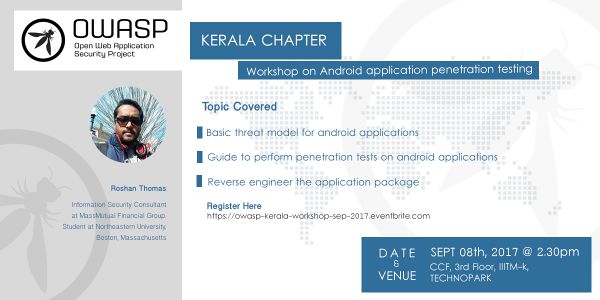 OWASP
Open Web Application
Security Project
KERALA CHAPTER
Workshop on Android application penetration testing
Topic Covered
Basic threat model for android applications
Guide to perform penetration tests on android applications
Reverse engineer the application package
Register Here
https://owasp-kerala-workshop-sep-2017.eventbrite.com
Roshan Thomas
Information Security Consultant
at MassMutual Financial Group.
Student at Northeastern University,
Boston, Massachusetts
DATE
&
VENUE
SEPT 08th, 2017 @ 2.30pm
CCF, 3rd Floor, IIITM-k,
TECHNOPARK